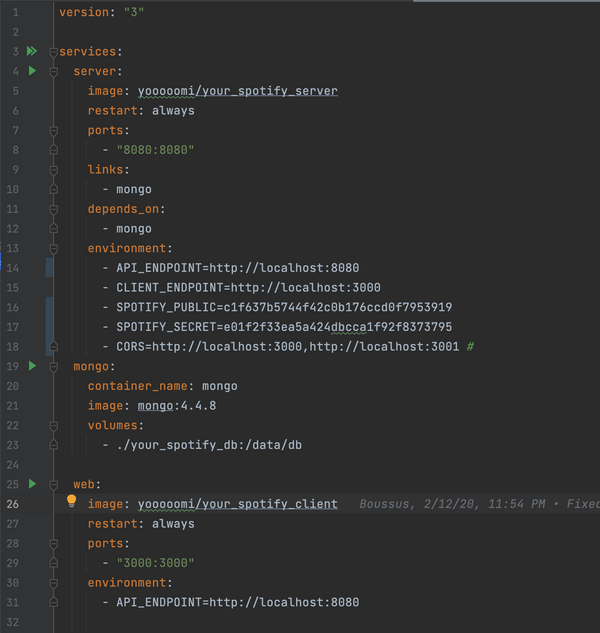 1 version: "3"
2
3 services:
4   server:
5     image: yooooomi/your_spotify_server
6     restart: always
7     ports:
8       - "8080:8080"
9     links:
10       - mongo
11     depends_on:
12       - mongo
13     environment:
14       - API_ENDPOINT=http://localhost:8080
15       - CLIENT_ENDPOINT=http://localhost:3000
16       - SPOTIFY_PUBLIC=c1f637b5744f42c0b176ccd0f7953919
17       - SPOTIFY_SECRET=e01f2f33ea5a424dbcca1f92f8373795
18       - CORS=http://localhost:3000,http://localhost:3001 #
19   mongo:
20     container_name: mongo
21     image: mongo:4.4.8
22     volumes:
23       - ./your_spotify_db:/data/db
24
25   web:
26     image: yooooomi/your_spotify_client   Boussus, 2/12/20, 11:54 PM • Fixed
27     restart: always
28     ports:
29       - "3000:3000"
30     environment:
31       - API_ENDPOINT=http://localhost:8080
32